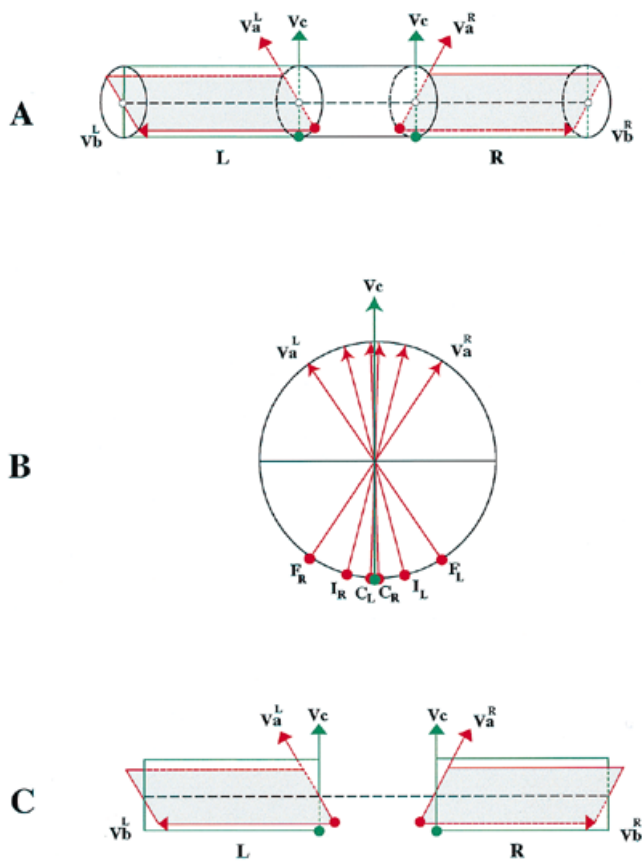 Va^L Vc Vc Va^R
A
Vb^L Vb^R
L R
Vc
Va^L Va^R
B
F_R F_L
I_R C_L C_R I_L
Va^L Vc Vc Va^R
C
Vb^L Vb^R
L R